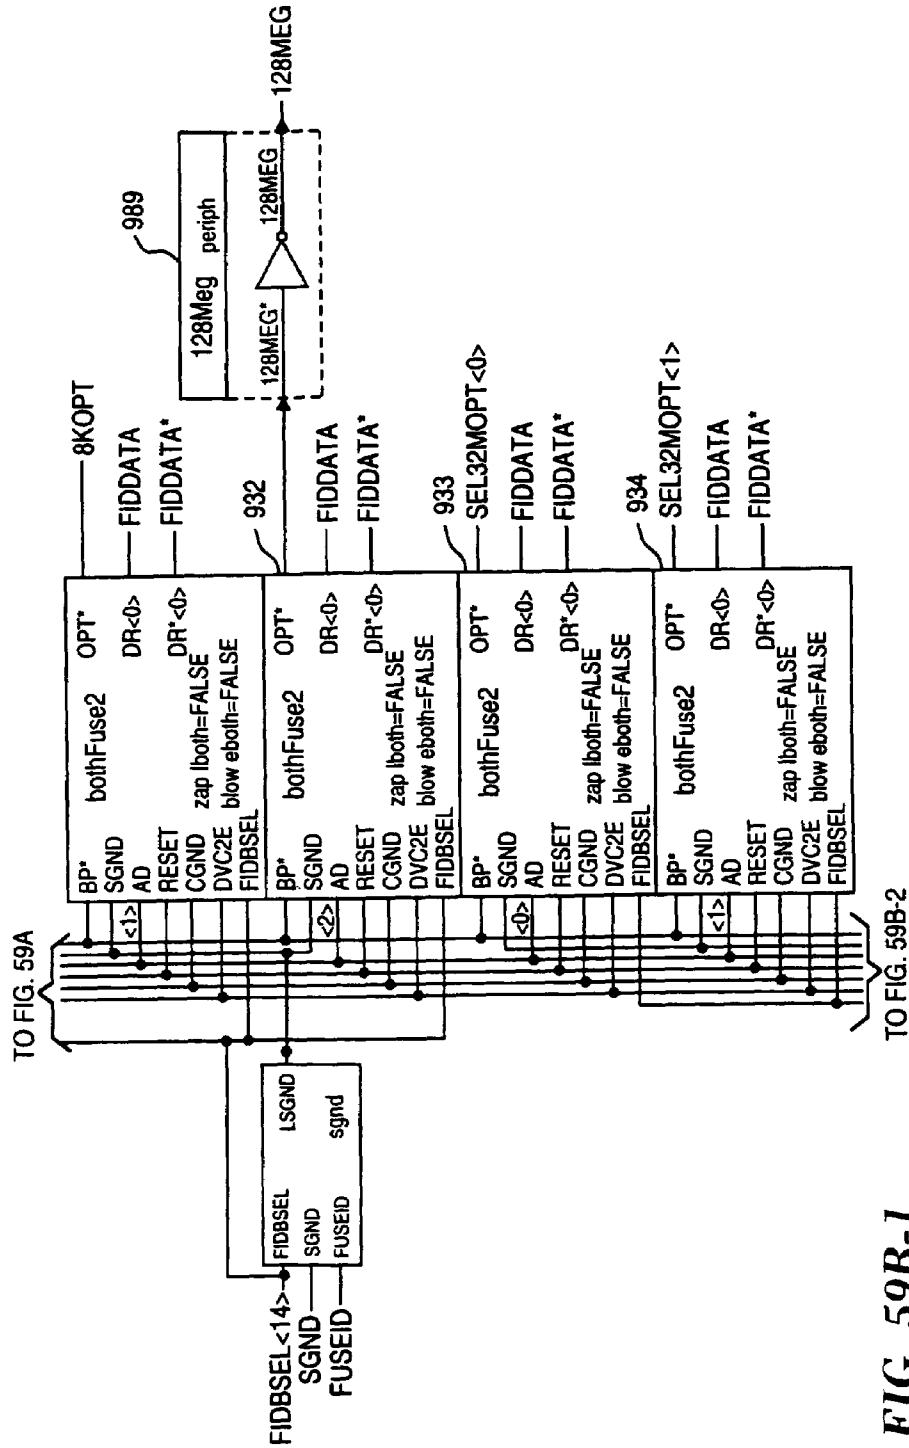 TO FIG. 59A
8KOPT
FIDDATA
FIDDATA*
OPT*
DR<0>
DR*<0>
bothFuse2
zap lboth=FALSE
blow eboth=FALSE
BP*
SGND
<1> AD
RESET
CGND
DVC2E
FIDBSEL
989
128Meg periph
128MEG*
128MEG
128MEG
932
FIDDATA
FIDDATA*
OPT*
DR<0>
DR*<0>
bothFuse2
zap lboth=FALSE
blow eboth=FALSE
BP*
SGND
<2> AD
RESET
CGND
DVC2E
FIDBSEL
933
SEL32MOPT<0>
FIDDATA
FIDDATA*
OPT*
DR<0>
DR*<0>
bothFuse2
zap lboth=FALSE
blow eboth=FALSE
BP*
SGND
<0> AD
RESET
CGND
DVC2E
FIDBSEL
934
SEL32MOPT<1>
FIDDATA
FIDDATA*
OPT*
DR<0>
DR*<0>
bothFuse2
zap lboth=FALSE
blow eboth=FALSE
BP*
SGND
<1> AD
RESET
CGND
DVC2E
FIDBSEL
FIDBSEL<14>
SGND
FUSEID
FIDBSEL
SGND
FUSEID
LSGND
sgnd
TO FIG. 59B-2
FIG. 59B-1